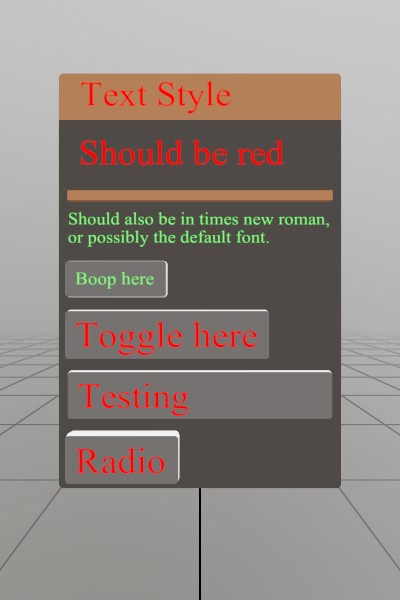 Text Style
Should be red
Should also be in times new roman,
or possibly the default font.
Boop here
Toggle here
Testing
Radio